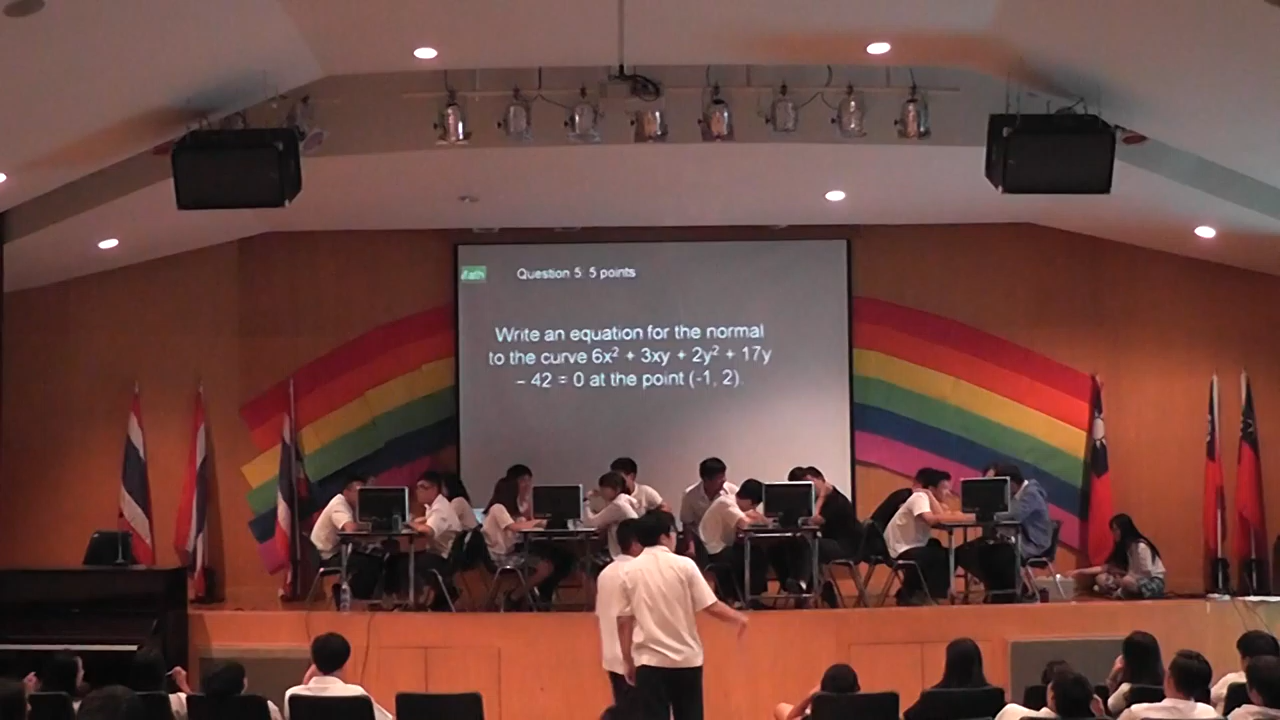 Math
Question 5: 5 points
Write an equation for the normal
to the curve 6x² + 3xy + 2y² + 17y
– 42 = 0 at the point (-1, 2).